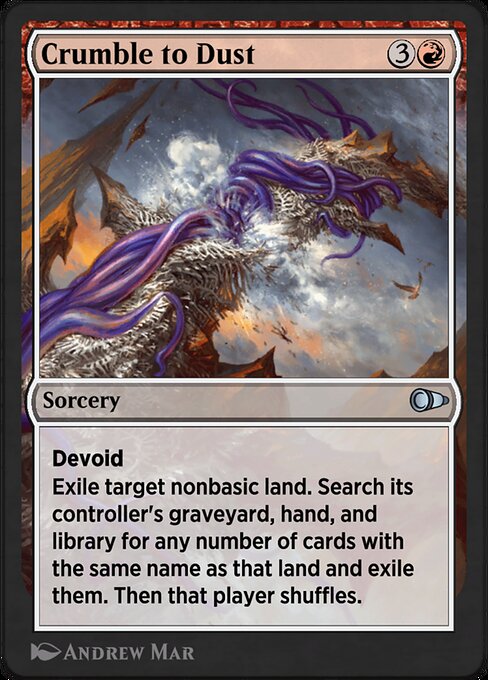 Crumble to Dust 3
Sorcery
Devoid
Exile target nonbasic land. Search its
controller's graveyard, hand, and
library for any number of cards with
the same name as that land and exile
them. Then that player shuffles.
Andrew Mar